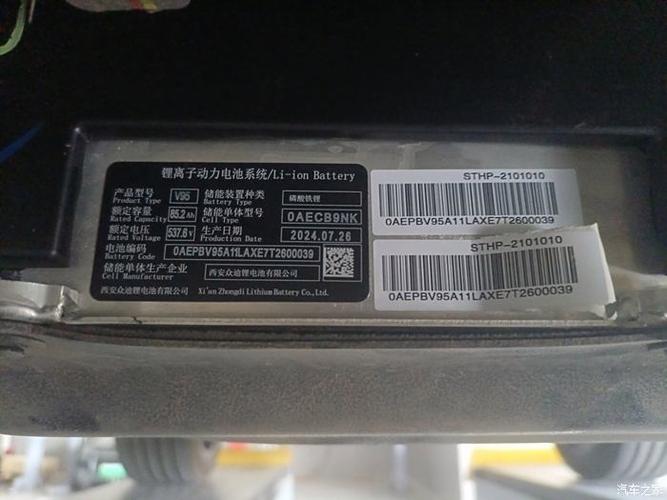 锂离子动力电池系统/Li-ion Battery
产品型号 Product Type V95 储能装置种类 磷酸铁锂
额定容量 Rated Capacity 85.2Ah 储能单体型号 Cell Type 0AECB9NK
额定电压 Rated Voltage 537.6V 生产日期 Production Date 2024.07.26
电池编码 Battery Code 0AEPBV95A11LAXE7T2600039
储能单体生产企业 Cell Manufacturer 西安众迪锂电池有限公司
西安众迪锂电池有限公司 Xi'an Zhongdi Lithium Battery Co., Ltd.
STHP-2101010
0AEPBV95A11LAXE7T2600039
STHP-2101010
0AEPBV95A11LAXE7T2600039
汽车之家